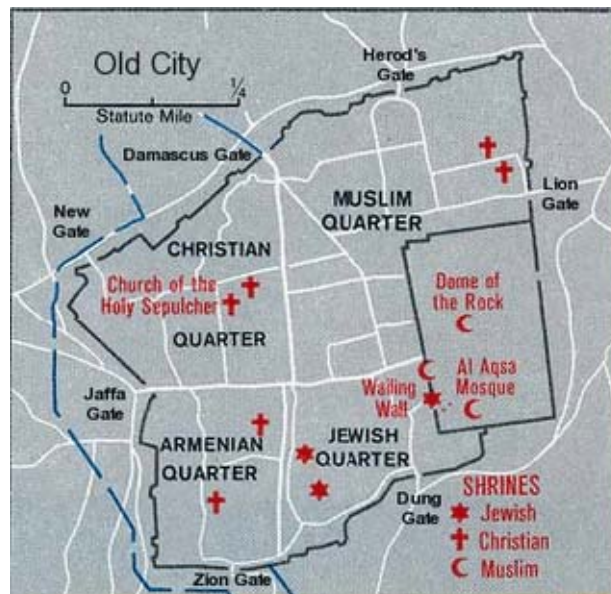 Old City
0 ¼
Statute Mile
Herod's
Gate
Damascus Gate
New
Gate
Lion
Gate
MUSLIM
QUARTER
CHRISTIAN
Church of the
Holy Sepulcher
QUARTER
Dome of
the Rock
Al Aqsa
Mosque
Wailing
Wall
Jaffa
Gate
ARMENIAN
QUARTER
JEWISH
QUARTER
Dung
Gate
Zion Gate
SHRINES
Jewish
Christian
Muslim